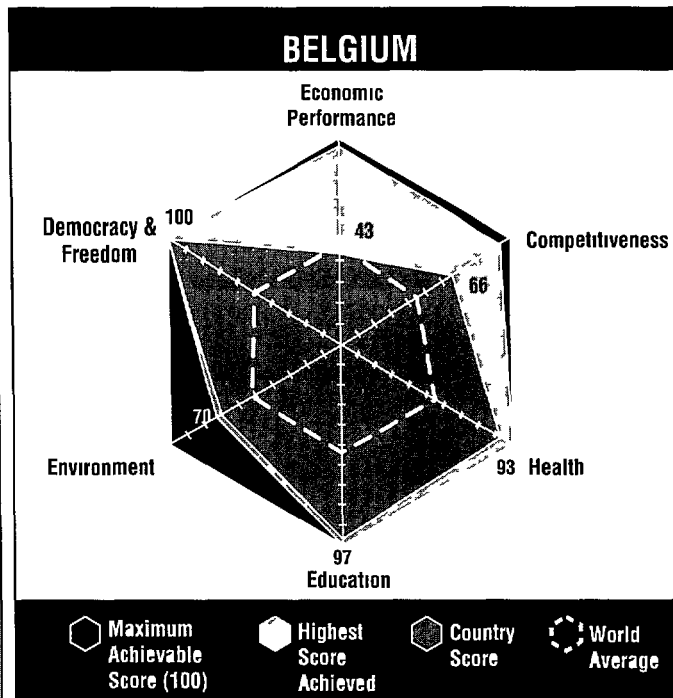 BELGIUM
Economic
Performance
Democracy &
Freedom
100
43
Competitiveness
66
70
Environment
93
Health
97
Education
Maximum
Achievable
Score (100)
Highest
Score
Achieved
Country
Score
World
Average